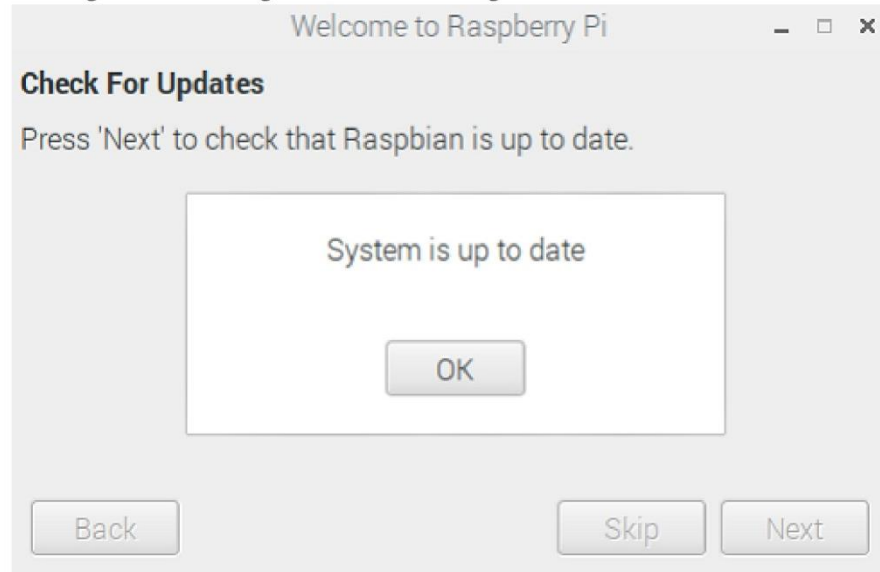 Welcome to Raspberry Pi
Check For Updates
Press 'Next' to check that Raspbian is up to date.
System is up to date
OK
Back
Skip
Next